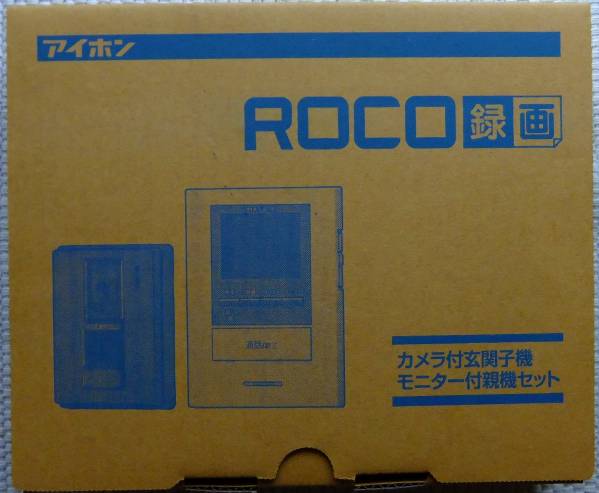 アイホン
ROCO録画
カメラ付玄関子機
モニター付親機セット